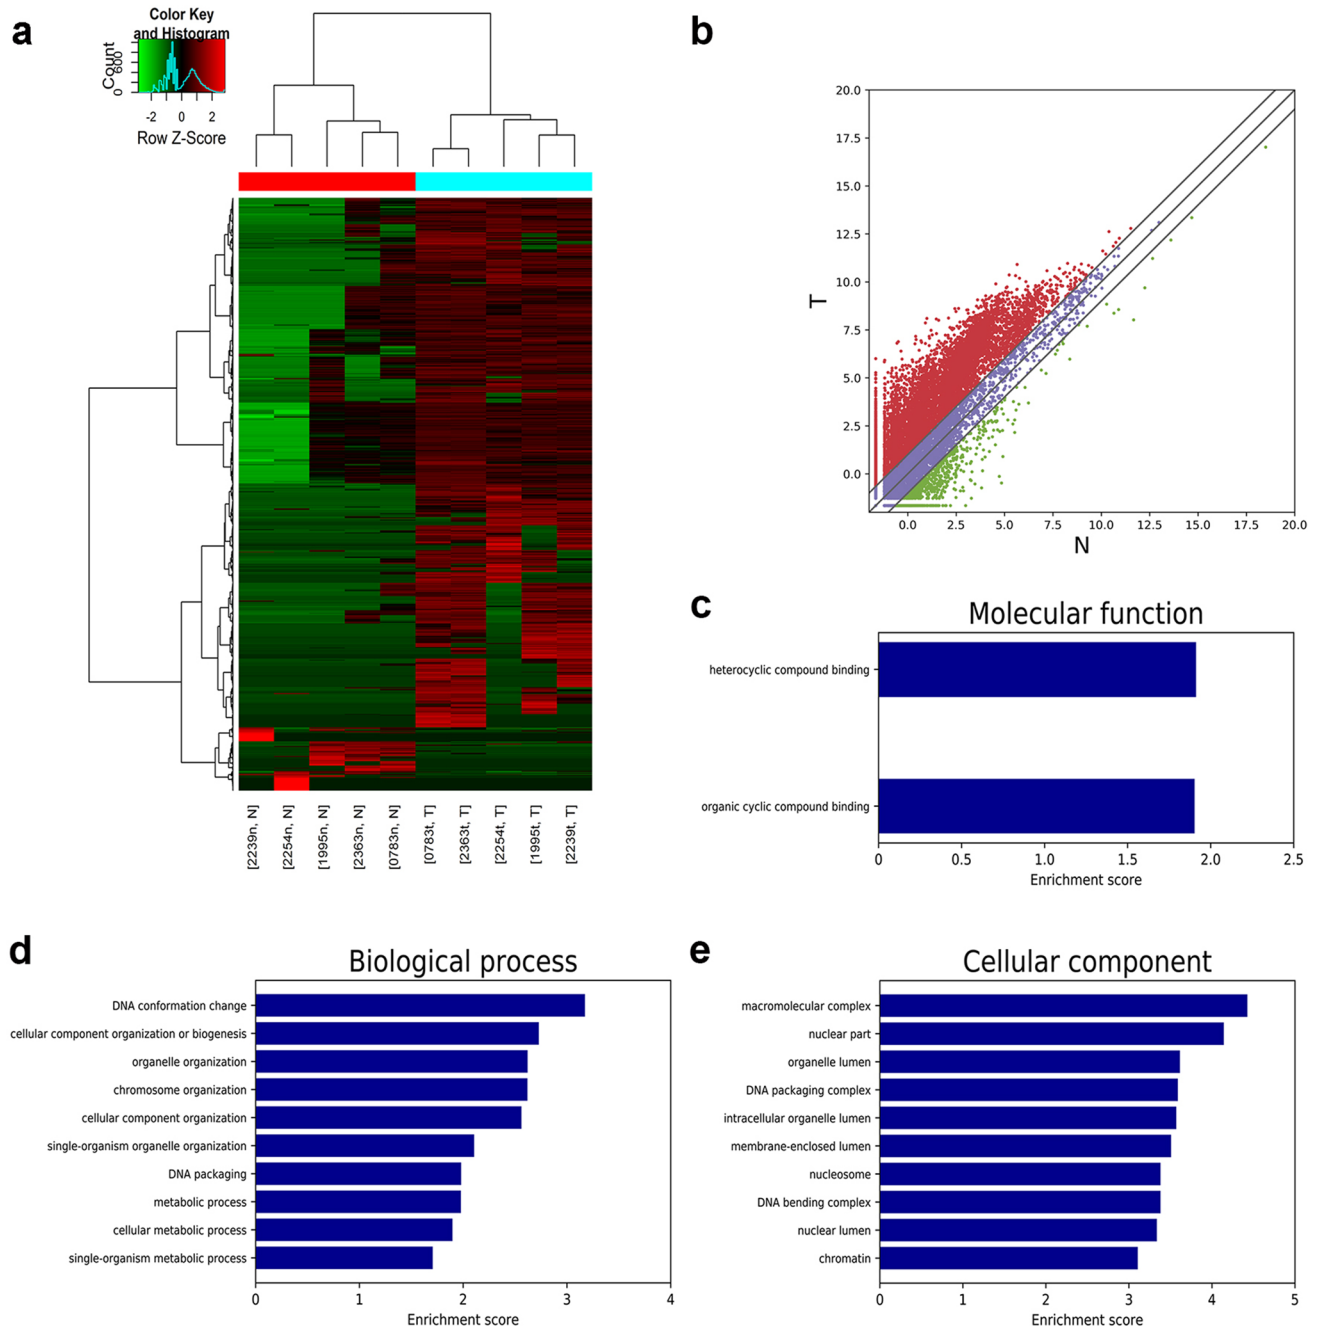 a
Color Key
and Histogram
Count
0
600
-2
0
2
Row Z-Score
[2239n, N]
[2254n, N]
[1995n, N]
[2363n, N]
[0783n, N]
[0783t, T]
[2363t, T]
[2254t, T]
[1995t, T]
[2239t, T]
b
20.0
17.5
15.0
12.5
10.0
7.5
5.0
2.5
0.0
T
0.0
2.5
5.0
7.5
10.0
12.5
15.0
17.5
20.0
N
c
Molecular function
heterocyclic compound binding
organic cyclic compound binding
0
0.5
1.0
1.5
2.0
2.5
Enrichment score
d
Biological process
DNA conformation change
cellular component organization or biogenesis
organelle organization
chromosome organization
cellular component organization
single-organism organelle organization
DNA packaging
metabolic process
cellular metabolic process
single-organism metabolic process
0
1
2
3
4
Enrichment score
e
Cellular component
macromolecular complex
nuclear part
organelle lumen
DNA packaging complex
intracellular organelle lumen
membrane-enclosed lumen
nucleosome
DNA bending complex
nuclear lumen
chromatin
0
1
2
3
4
5
Enrichment score